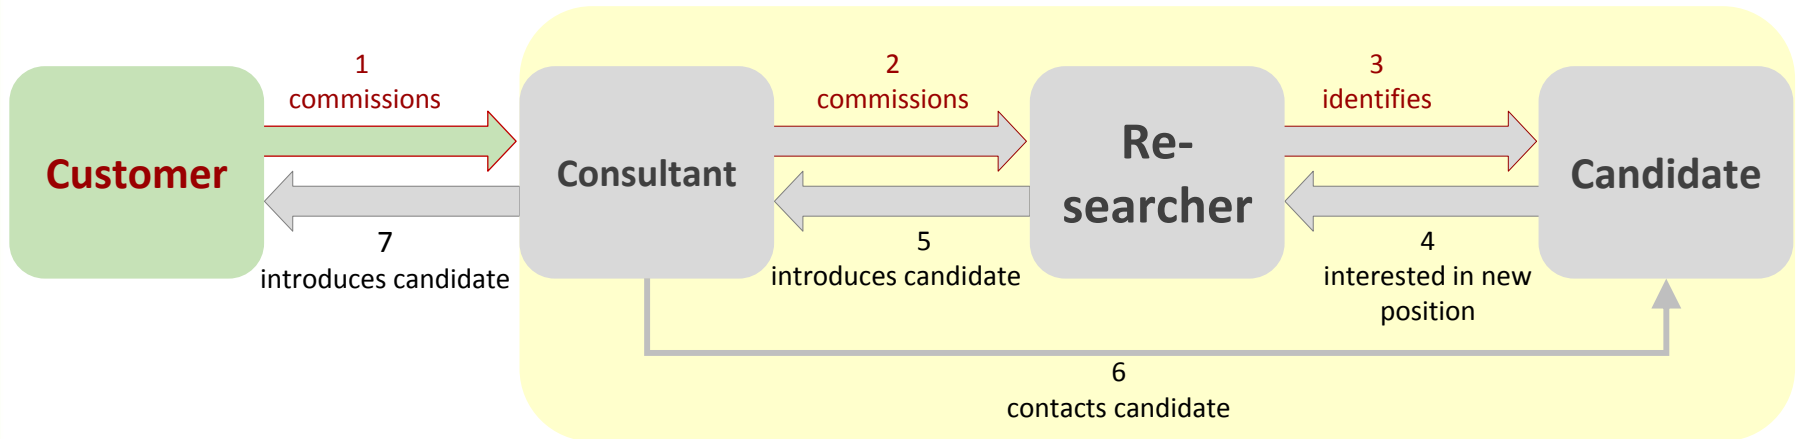 1
commissions
2
commissions
3
identifies
Customer
Consultant
Re-
searcher
Candidate
7
introduces candidate
5
introduces candidate
4
interested in new
position
6
contacts candidate